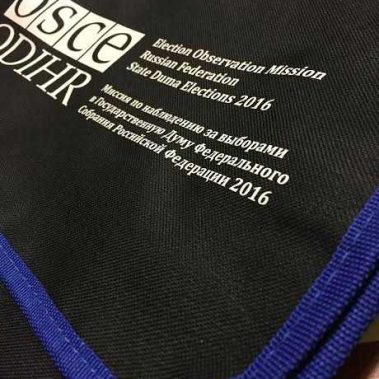 osce
ODIHR
Election Observation Mission
Russian Federation
State Duma Elections 2016
Миссия по наблюдению за выборами
в Государственную Думу Федерального
Собрания Российской Федерации 2016